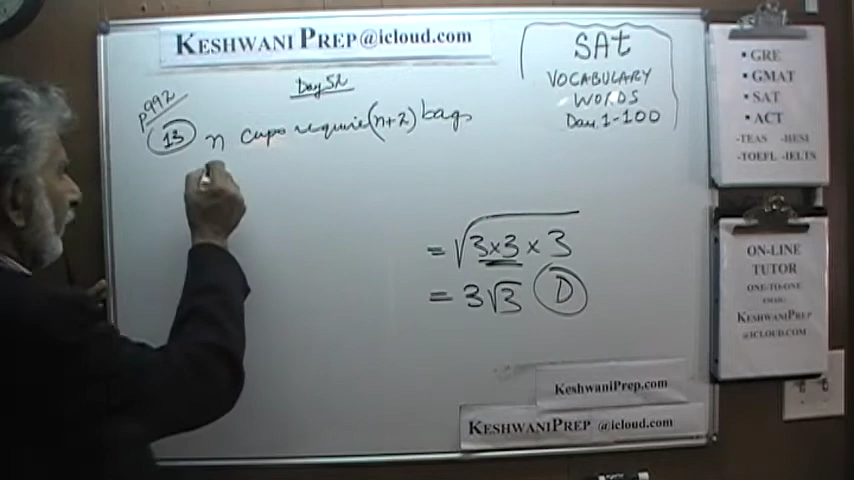 KESHWANI PREP@icloud.com
Day 52
p992
13 n cups require (n+2) bags
= √3×3 × 3
= 3√3 D
SAt
VOCABULARY
WORDS
Day 1-100
• GRE
• GMAT
• SAT
• ACT
-TEAS -HESI
-TOEFL -IELTS
ON-LINE
TUTOR
ONE-TO-ONE
EMAIL:
KESHWANIPREP
@ICLOUD.COM
KeshwaniPrep.com
KESHWANIPREP @icloud.com